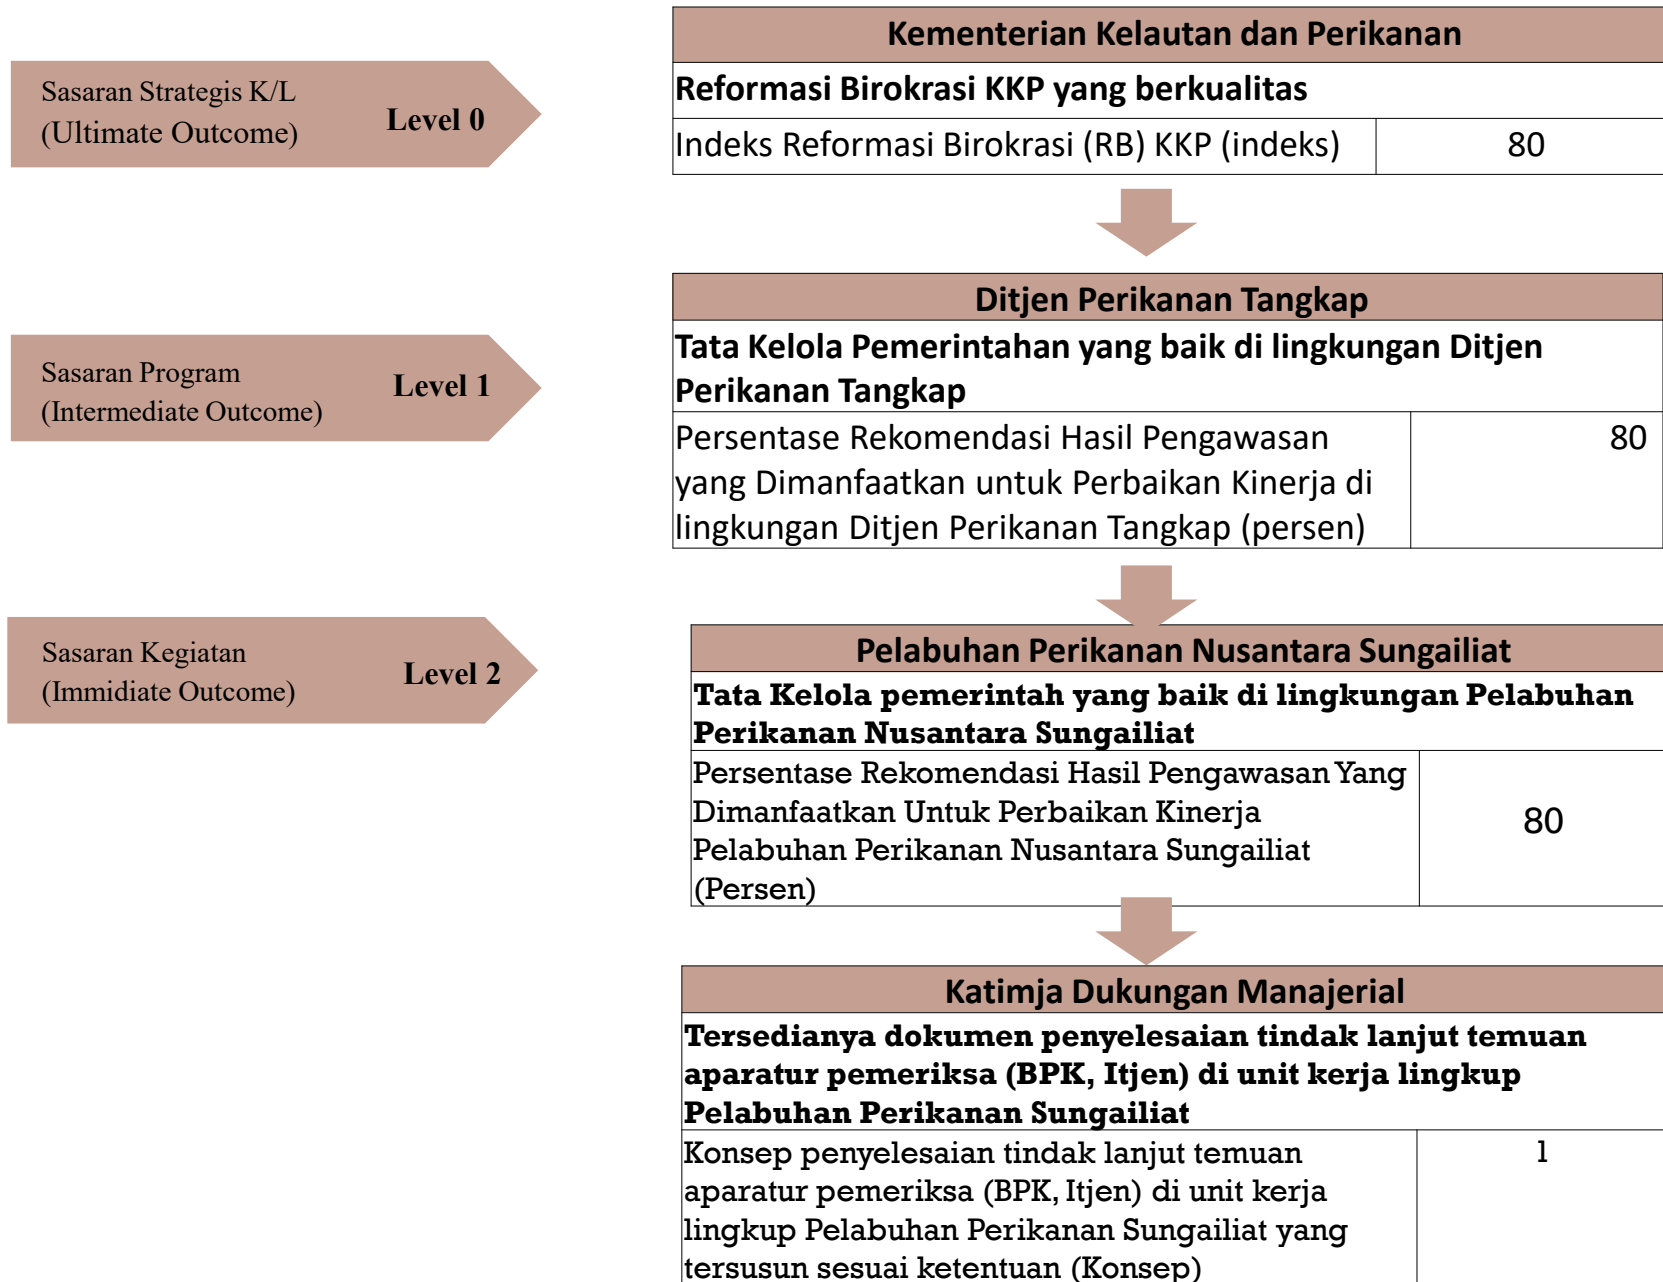 Kementerian Kelautan dan Perikanan
Sasaran Strategis K/L
(Ultimate Outcome)
Level 0
Reformasi Birokrasi KKP yang berkualitas
Indeks Reformasi Birokrasi (RB) KKP (indeks)
80
Ditjen Perikanan Tangkap
Sasaran Program
(Intermediate Outcome)
Level 1
Tata Kelola Pemerintahan yang baik di lingkungan Ditjen
Perikanan Tangkap
Persentase Rekomendasi Hasil Pengawasan
yang Dimanfaatkan untuk Perbaikan Kinerja di
lingkungan Ditjen Perikanan Tangkap (persen)
80
Sasaran Kegiatan
(Immidiate Outcome)
Level 2
Pelabuhan Perikanan Nusantara Sungailiat
Tata Kelola pemerintah yang baik di lingkungan Pelabuhan
Perikanan Nusantara Sungailiat
Persentase Rekomendasi Hasil Pengawasan Yang
Dimanfaatkan Untuk Perbaikan Kinerja
Pelabuhan Perikanan Nusantara Sungailiat
(Persen)
80
Katimja Dukungan Manajerial
Tersedianya dokumen penyelesaian tindak lanjut temuan
aparatur pemeriksa (BPK, Itjen) di unit kerja lingkup
Pelabuhan Perikanan Sungailiat
Konsep penyelesaian tindak lanjut temuan
aparatur pemeriksa (BPK, Itjen) di unit kerja
lingkup Pelabuhan Perikanan Sungailiat yang
tersusun sesuai ketentuan (Konsep)
1